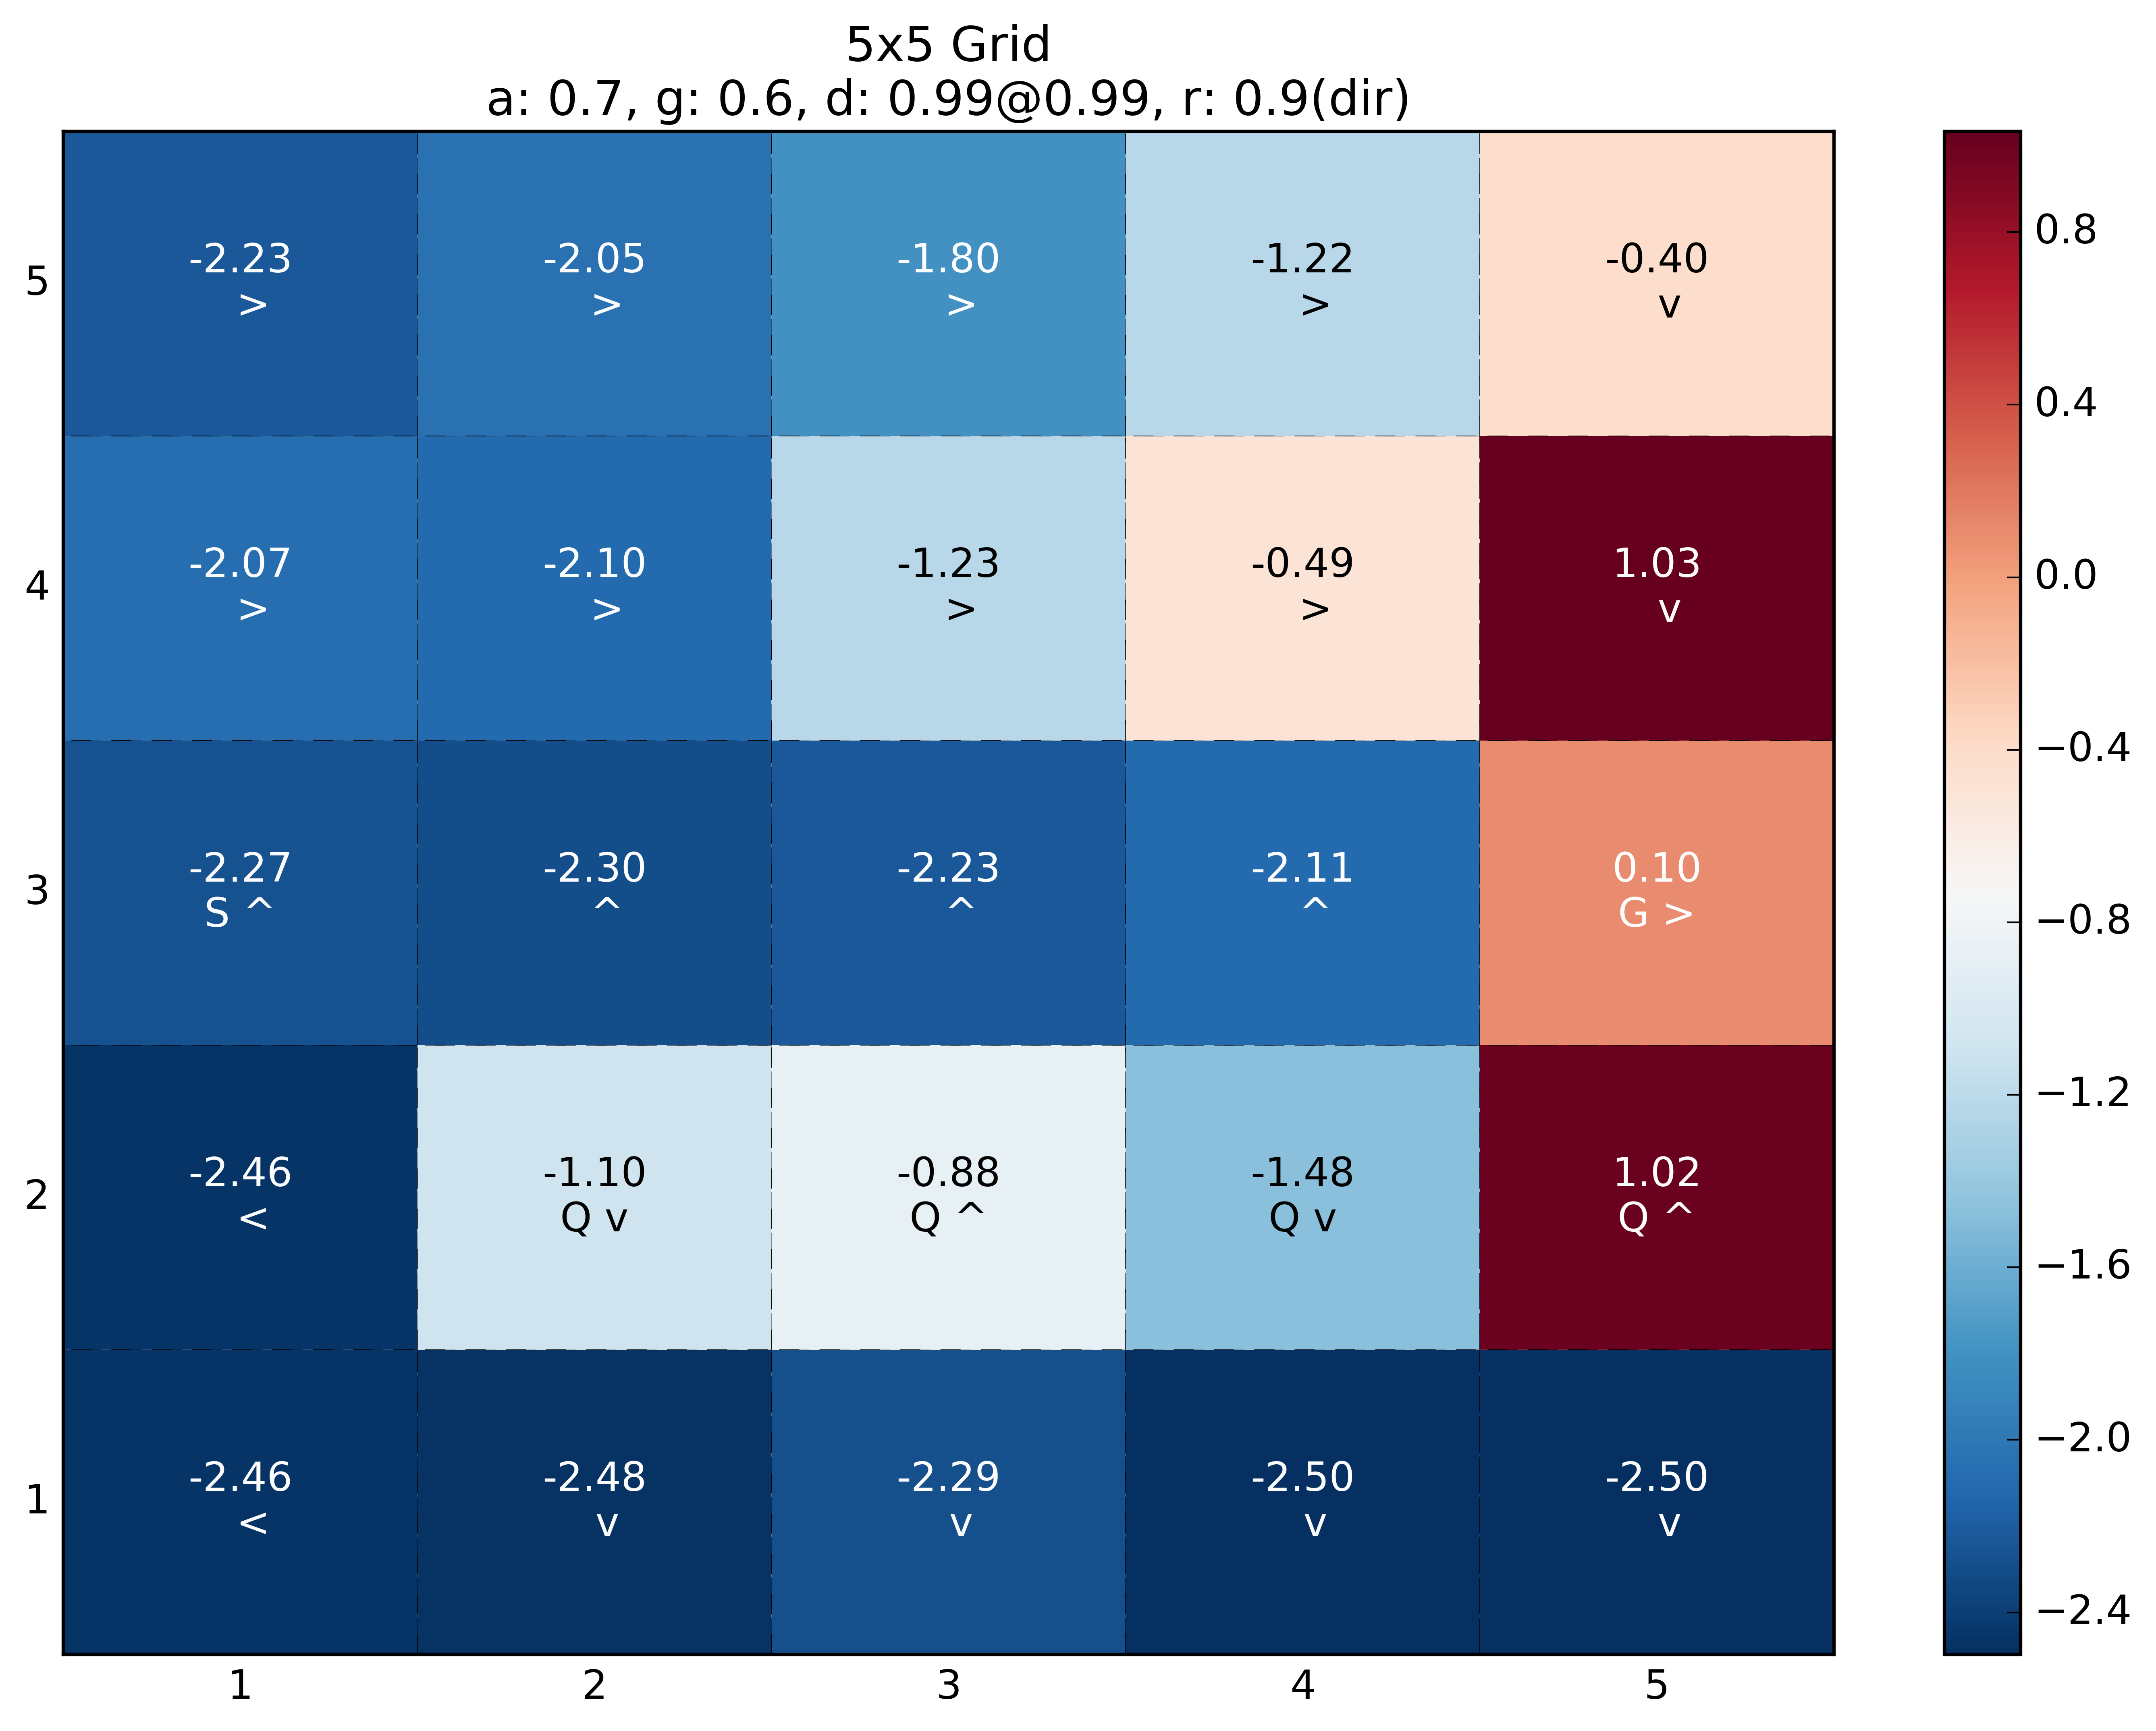 5x5 Grid
a: 0.7, g: 0.6, d: 0.99@0.99, r: 0.9(dir)
5 -2.23 -2.05 -1.80 -1.22 -0.40
> > > > v
4 -2.07 -2.10 -1.23 -0.49 1.03
> > > > v
3 -2.27 -2.30 -2.23 -2.11 0.10
S ^ ^ ^ ^ G >
2 -2.46 -1.10 -0.88 -1.48 1.02
< Q v Q ^ Q v Q ^
1 -2.46 -2.48 -2.29 -2.50 -2.50
< v v v v
1 2 3 4 5
0.8
0.4
0.0
−0.4
−0.8
−1.2
−1.6
−2.0
−2.4